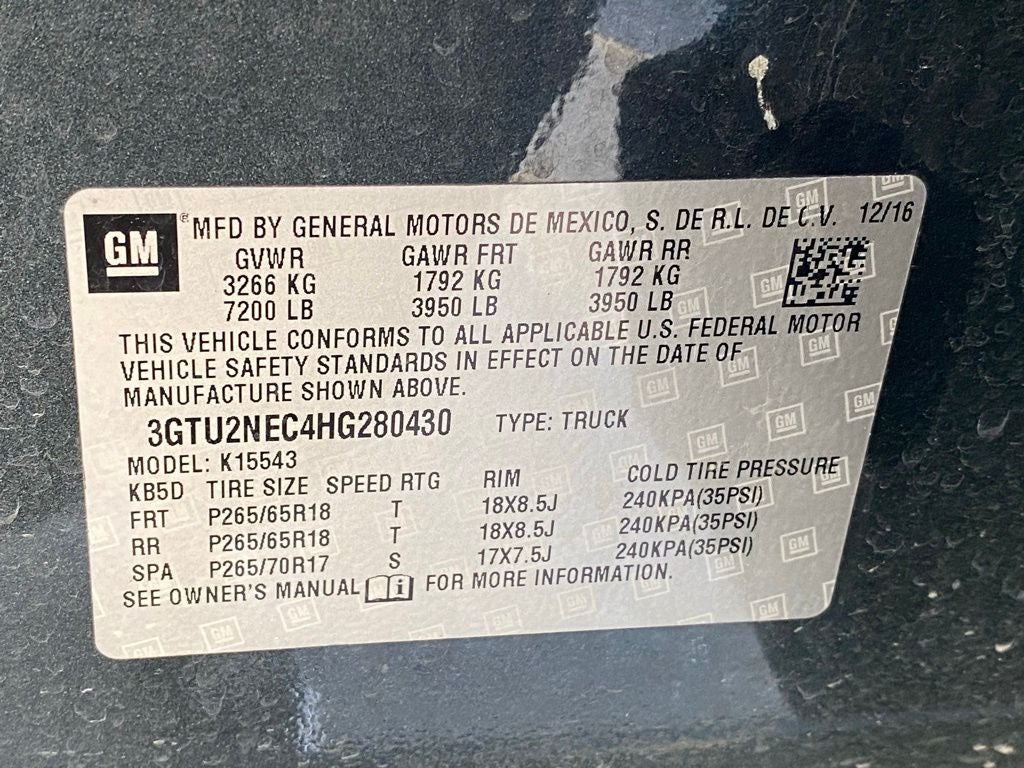 GM
® MFD BY GENERAL MOTORS DE MEXICO, S. DE R.L. DE C.V. 12/16
GVWR GAWR FRT GAWR RR
3266 KG 1792 KG 1792 KG
7200 LB 3950 LB 3950 LB
THIS VEHICLE CONFORMS TO ALL APPLICABLE U.S. FEDERAL MOTOR
VEHICLE SAFETY STANDARDS IN EFFECT ON THE DATE OF
MANUFACTURE SHOWN ABOVE.
3GTU2NEC4HG280430 TYPE: TRUCK
MODEL: K15543
KB5D TIRE SIZE SPEED RTG RIM COLD TIRE PRESSURE
FRT P265/65R18 T 18X8.5J 240KPA(35PSI)
RR P265/65R18 T 18X8.5J 240KPA(35PSI)
SPA P265/70R17 S 17X7.5J 240KPA(35PSI)
SEE OWNER'S MANUAL i FOR MORE INFORMATION.